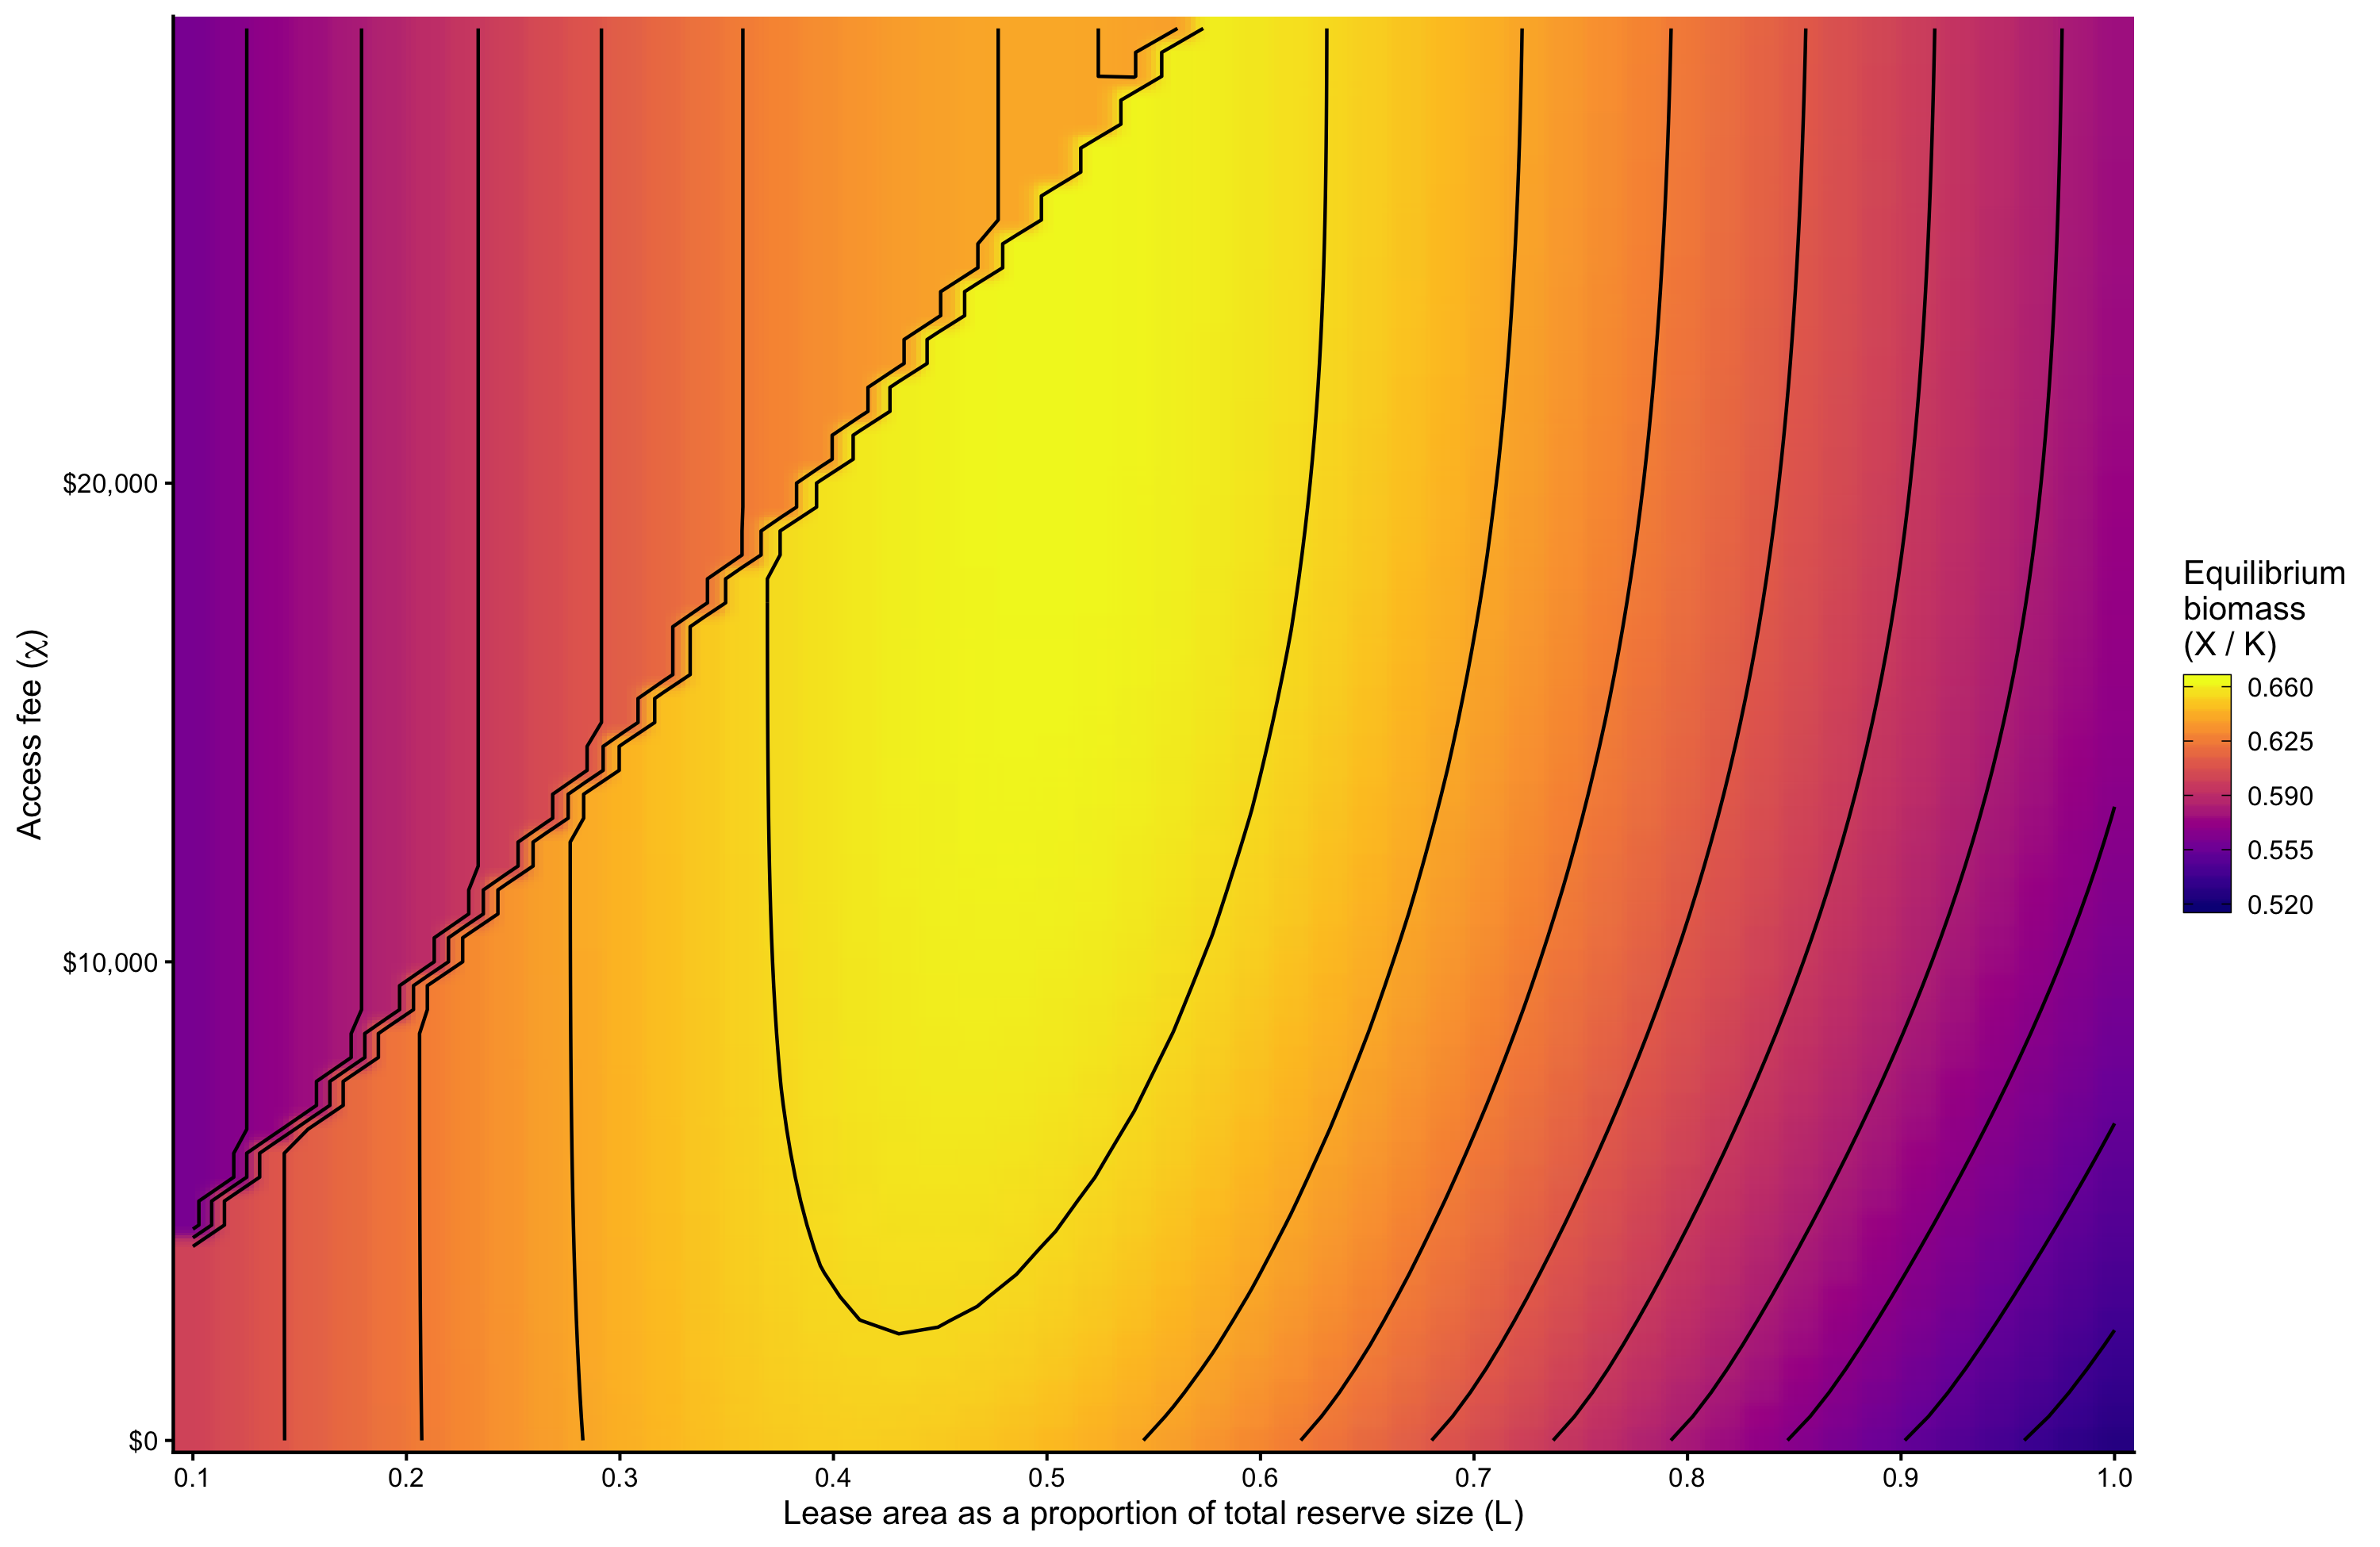 Access fee (χ)
$20,000
$10,000
$0
0.1 0.2 0.3 0.4 0.5 0.6 0.7 0.8 0.9 1.0
Lease area as a proportion of total reserve size (L)
Equilibrium
biomass
(X / K)
0.660
0.625
0.590
0.555
0.520